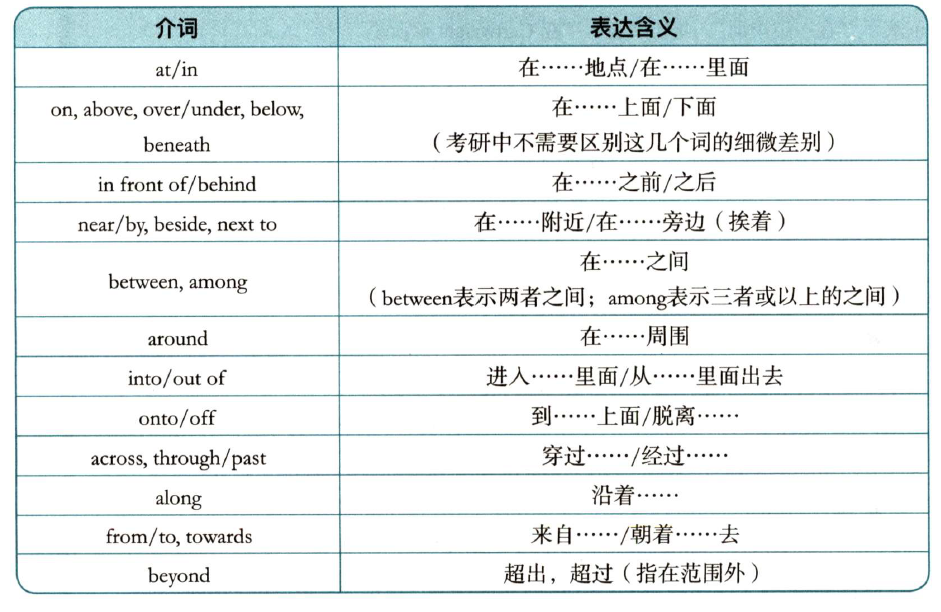 介词 表达含义
at/in 在……地点/在……里面
on, above, over/under, below,
beneath
在……上面/下面
（考研中不需要区别这几个词的细微差别）
in front of/behind 在……之前/之后
near/by, beside, next to 在……附近/在……旁边（挨着）
between, among
在……之间
（between表示两者之间；among表示三者或以上的之间）
around 在……周围
into/out of 进入……里面/从……里面出去
onto/off 到……上面/脱离……
across, through/past 穿过……/经过……
along 沿着……
from/to, towards 来自……/朝着……去
beyond 超出，超过（指在范围外）